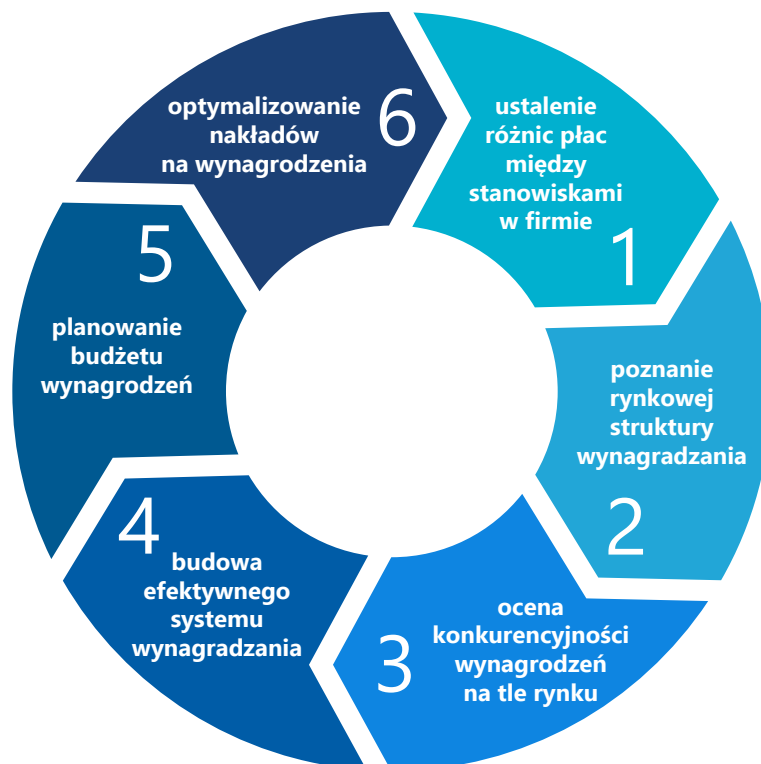 ustalenie
różnic płac
między
stanowiskami
w firmie
1
poznanie
rynkowej
struktury
wynagradzania
2
ocena
konkurencyjności
wynagrodzeń
na tle rynku
3
4
budowa
efektywnego
systemu
wynagradzania
5
planowanie
budżetu
wynagrodzeń
6
optymalizowanie
nakładów
na wynagrodzenia